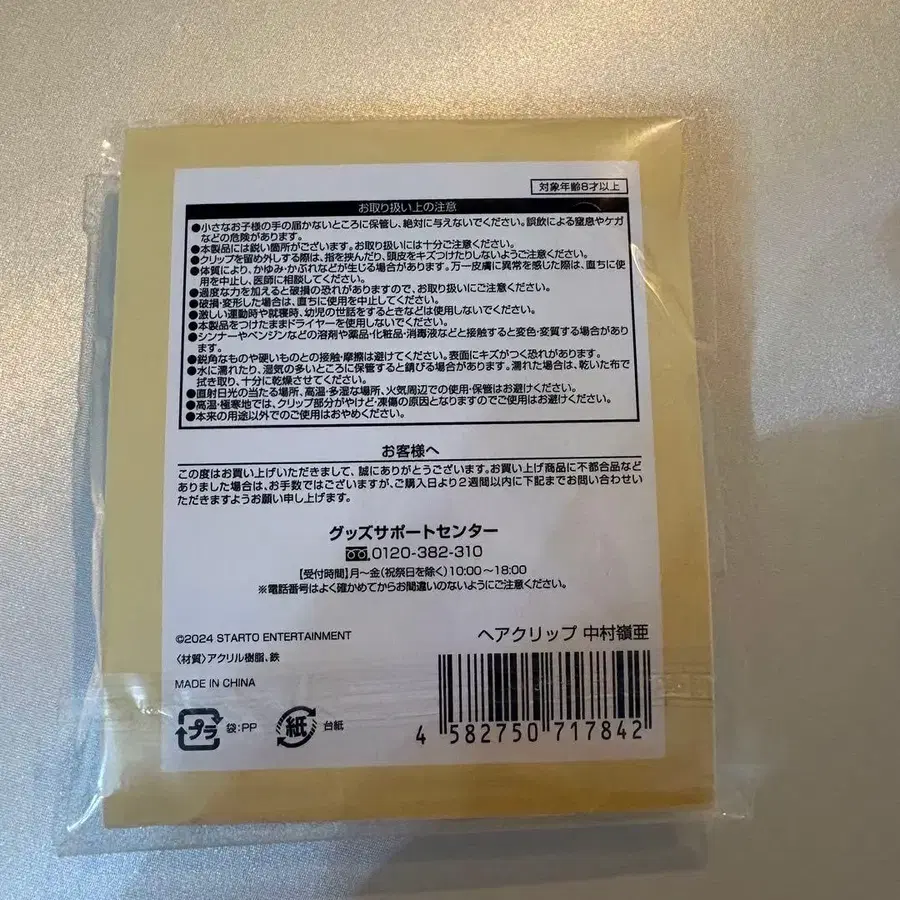 対象年齢8才以上
お取り扱い上の注意
●小さなお子様の手の届かないところに保管し、絶対に与えないでください。誤飲による窒息やケガ
などの危険があります。
●本製品には鋭い箇所がございます。お取り扱いには十分ご注意ください。
●クリップを留め外しする際は、指を挟んだり、頭皮をキズつけたりしないようご注意ください。
●体質により、かゆみ・かぶれなどが生じる場合があります。万一皮膚に異常を感じた際は、直ちに使
用を中止し、医師に相談してください。
●過度な力を加えると破損の恐れがありますので、お取り扱いにご注意ください。
●破損・変形した場合は、直ちに使用を中止してください。
●激しい運動時や就寝時、幼児の世話をするときなどは使用しないでください。
●本製品をつけたままドライヤーを使用しないでください。
●シンナーやベンジンなどの溶剤や薬品・化粧品・消毒液などと接触すると変色・変質する場合があり
ます。
●鋭角なものや硬いものとの接触・摩擦は避けてください。表面にキズがつく恐れがあります。
●水に濡れたり、湿気の多いところに保管すると錆びる場合があります。濡れた場合は、乾いた布で
拭き取り、十分に乾燥させてください。
●直射日光の当たる場所、高温・多湿な場所、火気周辺での使用・保管はお避けください。
●高温・極寒地では、クリップ部分がやけど・凍傷の原因となりますのでご使用はお避けください。
●本来の用途以外でのご使用はおやめください。
お客様へ
この度はお買い上げいただきまして、誠にありがとうございます。お買い上げ商品に不都合品など
ありました場合は、お手数ではございますが、ご購入日より2週間以内に下記までお問い合わせい
ただきますようお願い申し上げます。
グッズサポートセンター
0120-382-310
【受付時間】月～金(祝祭日を除く)10:00～18:00
※電話番号はよく確かめてからお間違いのないようにご注意ください。
©2024 STARTO ENTERTAINMENT
ヘアクリップ 中村嶺亜
〈材質〉アクリル樹脂、鉄
MADE IN CHINA
プラ 袋:PP 紙 台紙
4 582750 717842